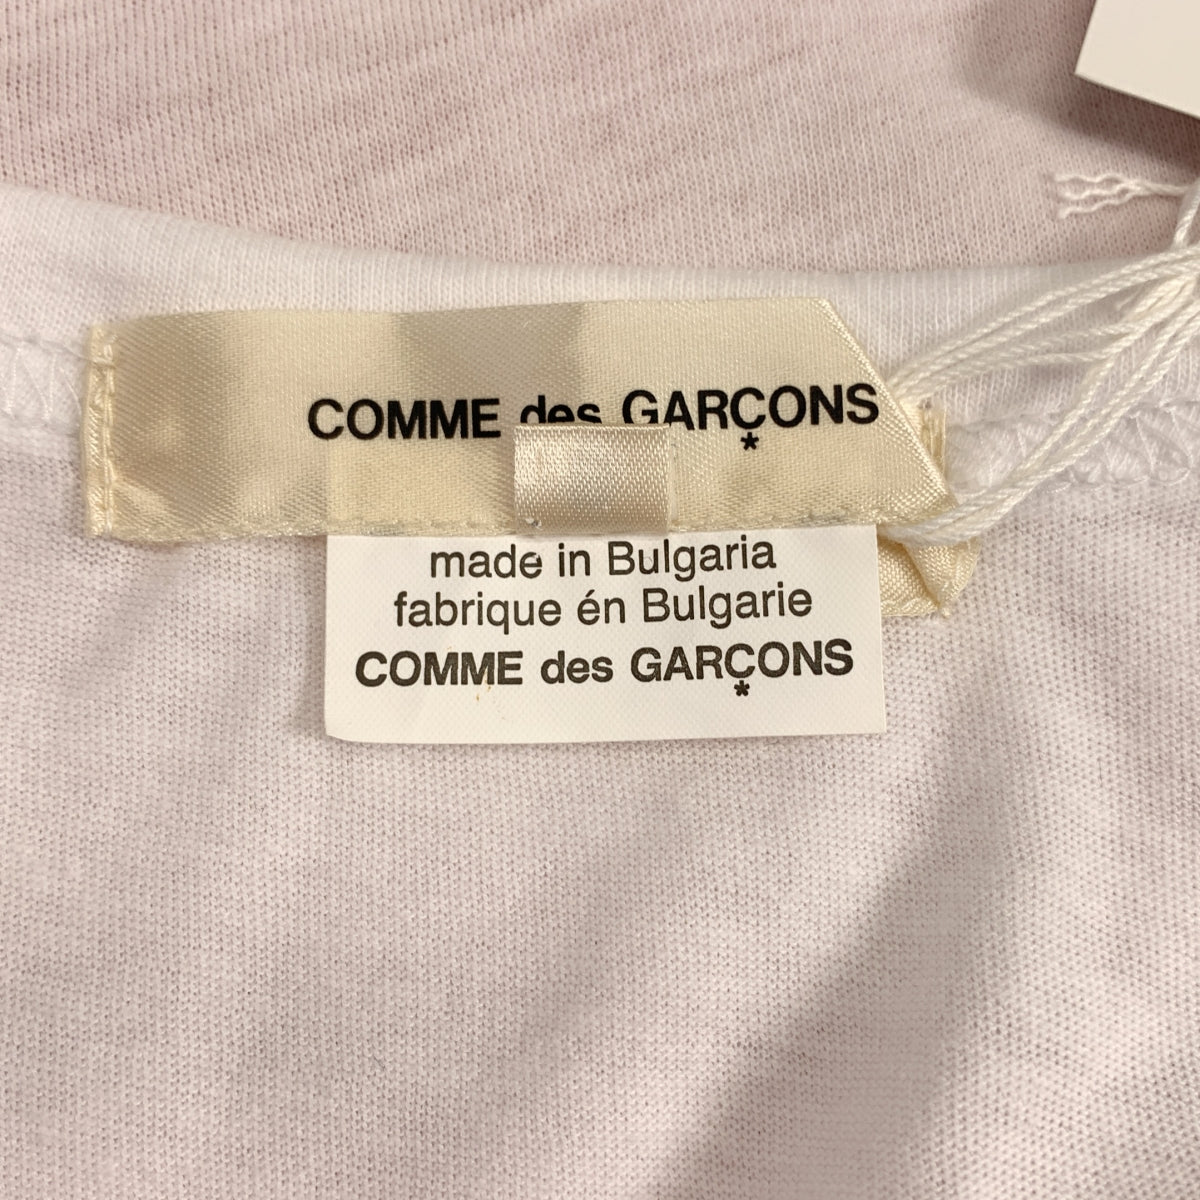 COMME des GARÇONS
*
made in Bulgaria
fabrique én Bulgarie
COMME des GARÇONS
*